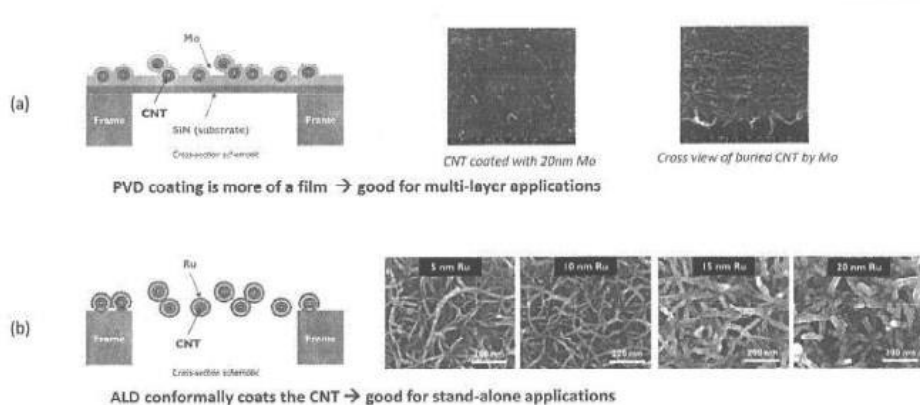 Mo
(a)
CNT
Frame
Frame
SiN (substrate)
Cross-section schematic
CNT coated with 20nm Mo
Cross view of buried CNT by Mo
PVD coating is more of a film → good for multi-layer applications
Ru
5 nm Ru
10 nm Ru
15 nm Ru
20 nm Ru
(b)
Frame
Frame
CNT
200 nm
Cross-section schematic
ALD conformally coats the CNT → good for stand-alone applications